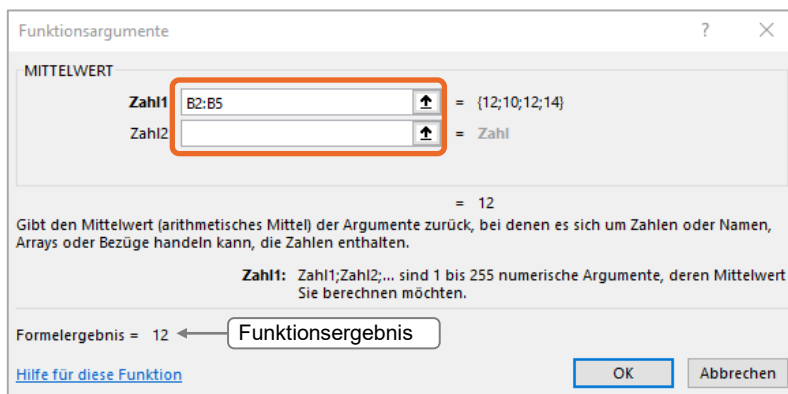 Funktionsargumente ? ×
MITTELWERT
Zahl1 B2:B5 = {12;10;12;14}
Zahl2 = Zahl
= 12
Gibt den Mittelwert (arithmetisches Mittel) der Argumente zurück, bei denen es sich um Zahlen oder Namen,
Arrays oder Bezüge handeln kann, die Zahlen enthalten.
Zahl1: Zahl1;Zahl2;... sind 1 bis 255 numerische Argumente, deren Mittelwert
Sie berechnen möchten.
Formelergebnis = 12 Funktionsergebnis
Hilfe für diese Funktion OK Abbrechen